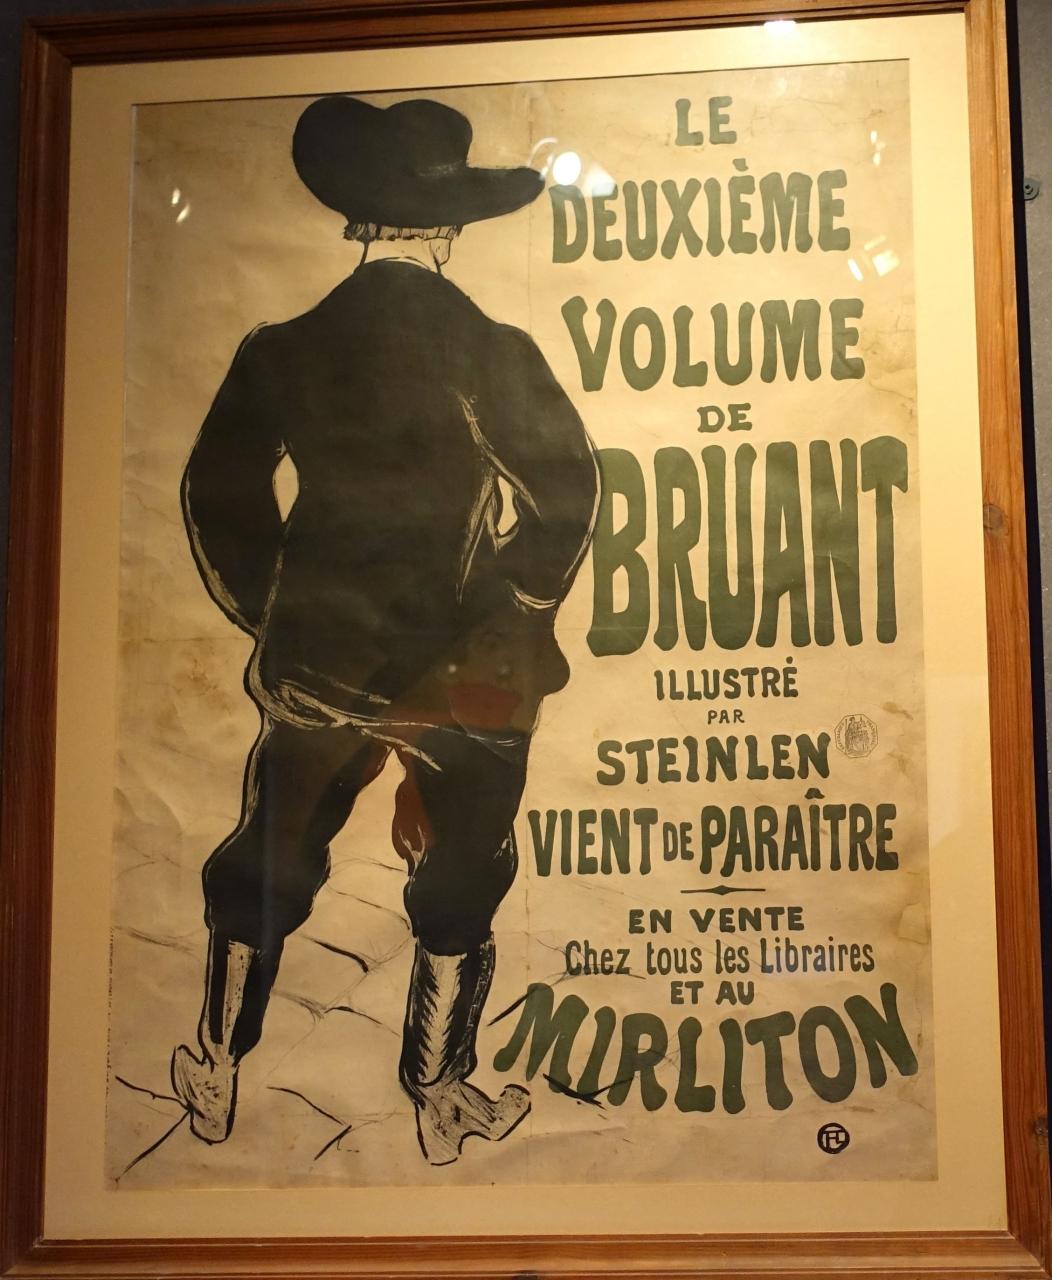 LE
DEUXIÈME
VOLUME
DE
BRUANT
ILLUSTRÉ
PAR
STEINLEN
VIENT DE PARAÎTRE
EN VENTE
Chez tous les Libraires
ET AU
MIRLITON